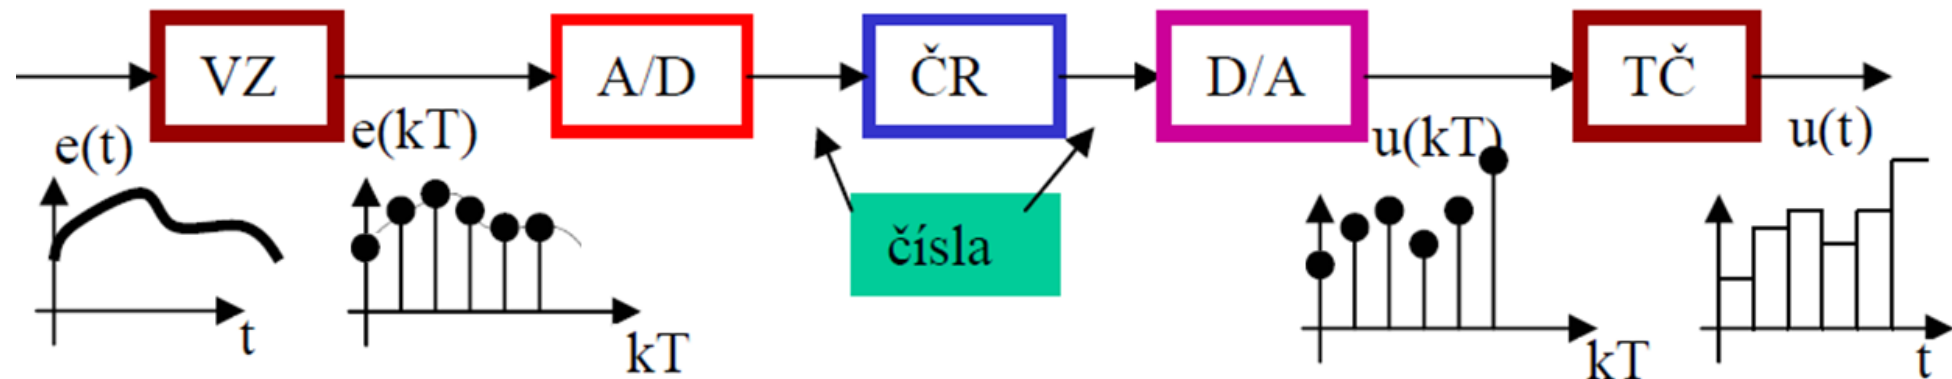 VZ
A/D
ČR
D/A
TČ
e(t)
e(kT)
u(kT)
u(t)
čísla
t
kT
kT
t